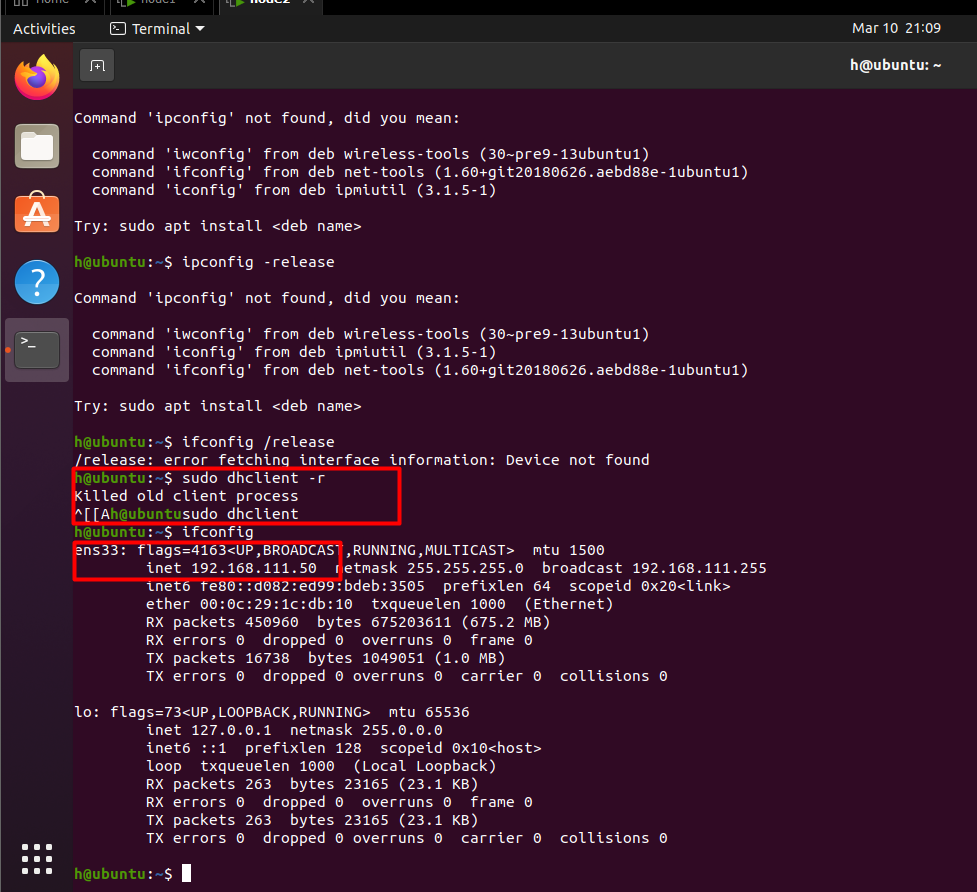 Home
node1
node2
Activities
Terminal
Mar 10 21:09
h@ubuntu: ~
Command 'ipconfig' not found, did you mean:
command 'iwconfig' from deb wireless-tools (30~pre9-13ubuntu1)
command 'ifconfig' from deb net-tools (1.60+git20180626.aebd88e-1ubuntu1)
command 'iconfig' from deb ipmiutil (3.1.5-1)
Try: sudo apt install <deb name>
h@ubuntu:~$ ipconfig -release
Command 'ipconfig' not found, did you mean:
command 'iwconfig' from deb wireless-tools (30~pre9-13ubuntu1)
command 'iconfig' from deb ipmiutil (3.1.5-1)
command 'ifconfig' from deb net-tools (1.60+git20180626.aebd88e-1ubuntu1)
Try: sudo apt install <deb name>
h@ubuntu:~$ ifconfig /release
/release: error fetching interface information: Device not found
h@ubuntu:~$ sudo dhclient -r
Killed old client process
^[[Ah@ubuntusudo dhclient
h@ubuntu:~$ ifconfig
ens33: flags=4163<UP,BROADCAST,RUNNING,MULTICAST>  mtu 1500
inet 192.168.111.50  netmask 255.255.255.0  broadcast 192.168.111.255
inet6 fe80::d082:ed99:bdeb:3505  prefixlen 64  scopeid 0x20<link>
ether 00:0c:29:1c:db:10  txqueuelen 1000  (Ethernet)
RX packets 450960  bytes 675203611 (675.2 MB)
RX errors 0  dropped 0  overruns 0  frame 0
TX packets 16738  bytes 1049051 (1.0 MB)
TX errors 0  dropped 0 overruns 0  carrier 0  collisions 0
lo: flags=73<UP,LOOPBACK,RUNNING>  mtu 65536
inet 127.0.0.1  netmask 255.0.0.0
inet6 ::1  prefixlen 128  scopeid 0x10<host>
loop  txqueuelen 1000  (Local Loopback)
RX packets 263  bytes 23165 (23.1 KB)
RX errors 0  dropped 0  overruns 0  frame 0
TX packets 263  bytes 23165 (23.1 KB)
TX errors 0  dropped 0 overruns 0  carrier 0  collisions 0
h@ubuntu:~$